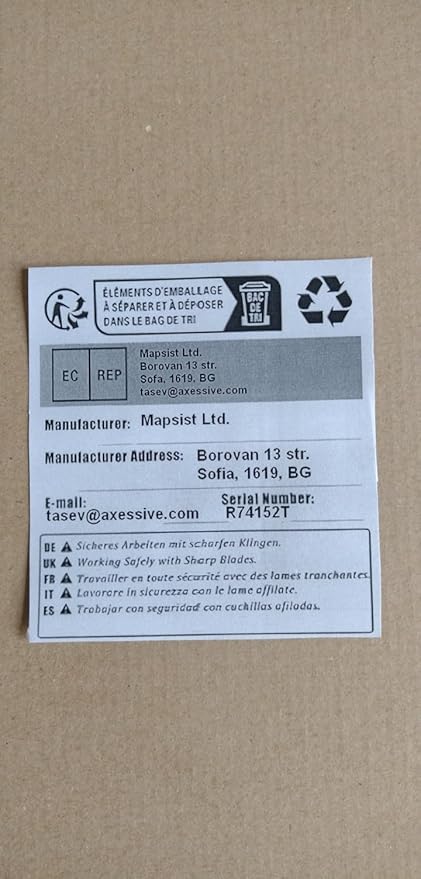 ÉLÉMENTS D'EMBALLAGE
À SÉPARER ET À DÉPOSER
DANS LE BAG DE TRI
BAC
DE
TRI
EC REP
Mapsist Ltd.
Borovan 13 str.
Sofa, 1619, BG
tasev@axessive.com
Manufacturer: Mapsist Ltd.
Manufacturer Address: Borovan 13 str.
Sofia, 1619, BG
E-mail: Serial Number:
tasev@axessive.com R74152T
DE Sicheres Arbeiten mit scharfen Klingen.
UK Working Safely with Sharp Blades.
FR Travailler en toute sécurité avec des lames tranchantes.
IT Lavorare in sicurezza con le lame affilate.
ES Trabajar con seguridad con cuchillas afiladas.